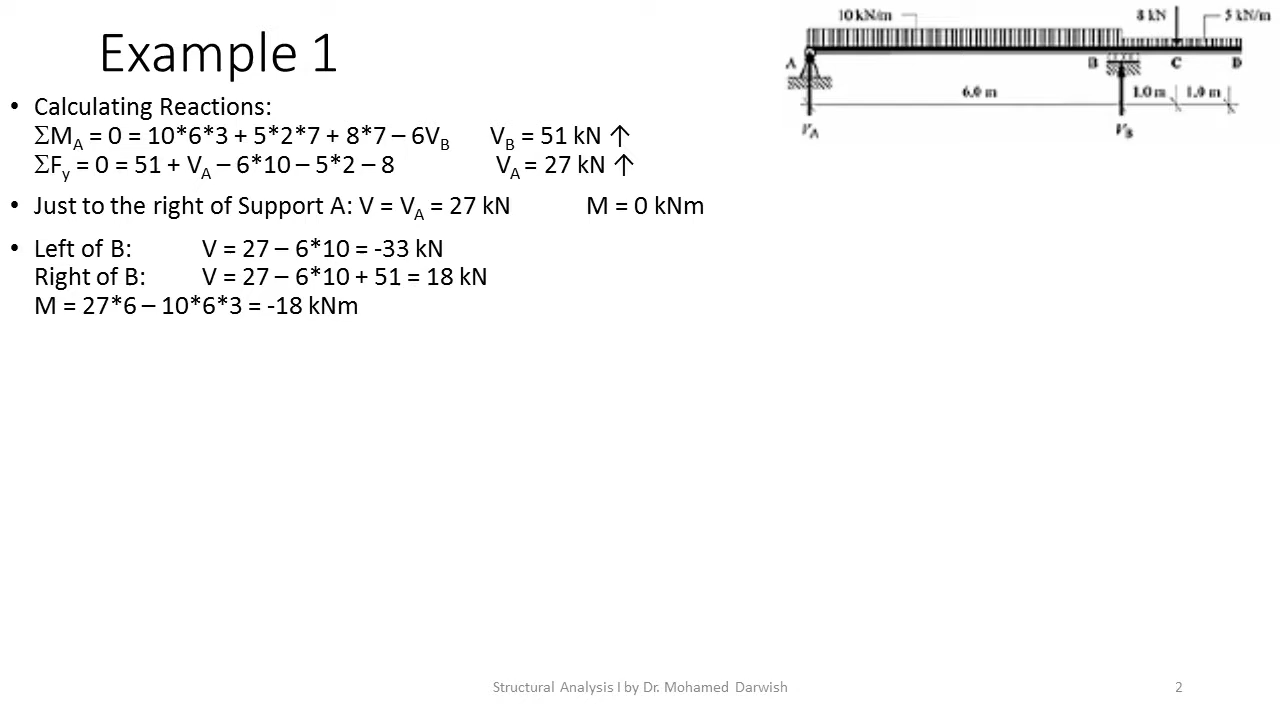 Example 1
• Calculating Reactions:
ΣMA = 0 = 10*6*3 + 5*2*7 + 8*7 – 6VB VB = 51 kN ↑
ΣFy = 0 = 51 + VA – 6*10 – 5*2 – 8 VA = 27 kN ↑
• Just to the right of Support A: V = VA = 27 kN M = 0 kNm
• Left of B: V = 27 – 6*10 = -33 kN
Right of B: V = 27 – 6*10 + 51 = 18 kN
M = 27*6 – 10*6*3 = -18 kNm
10 kN/m 8 kN 5 kN/m
A B C D
6.0 m 1.0 m 1.0 m
VA VB
Structural Analysis I by Dr. Mohamed Darwish 2